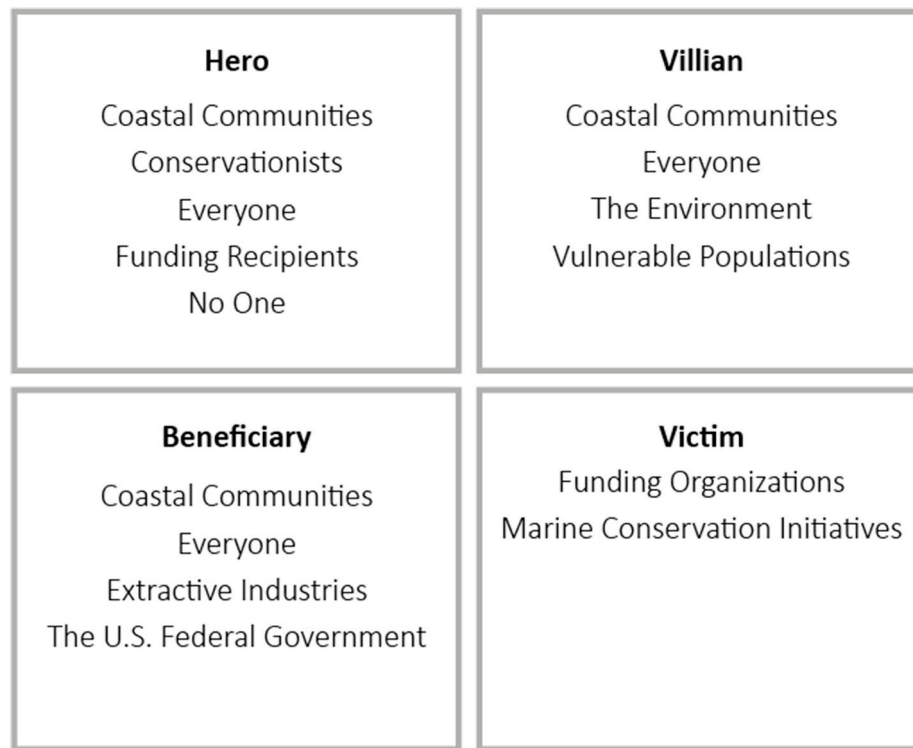 Hero
Coastal Communities
Conservationists
Everyone
Funding Recipients
No One
Villian
Coastal Communities
Everyone
The Environment
Vulnerable Populations
Beneficiary
Coastal Communities
Everyone
Extractive Industries
The U.S. Federal Government
Victim
Funding Organizations
Marine Conservation Initiatives